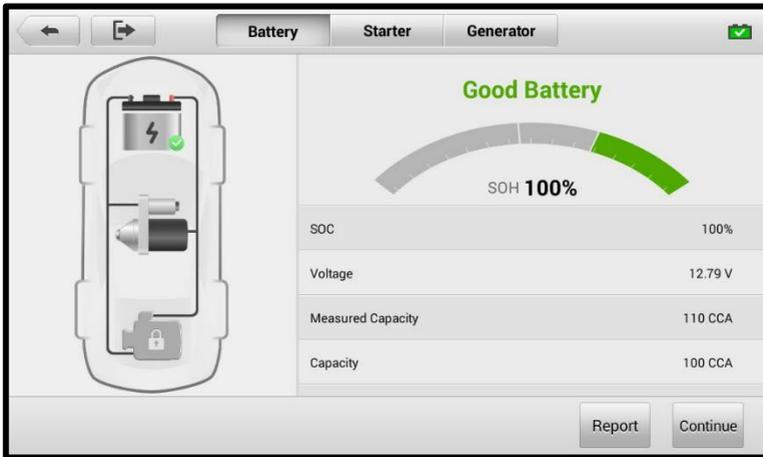 Battery Starter Generator
Good Battery
SOH 100%
SOC 100%
Voltage 12.79 V
Measured Capacity 110 CCA
Capacity 100 CCA
Report Continue